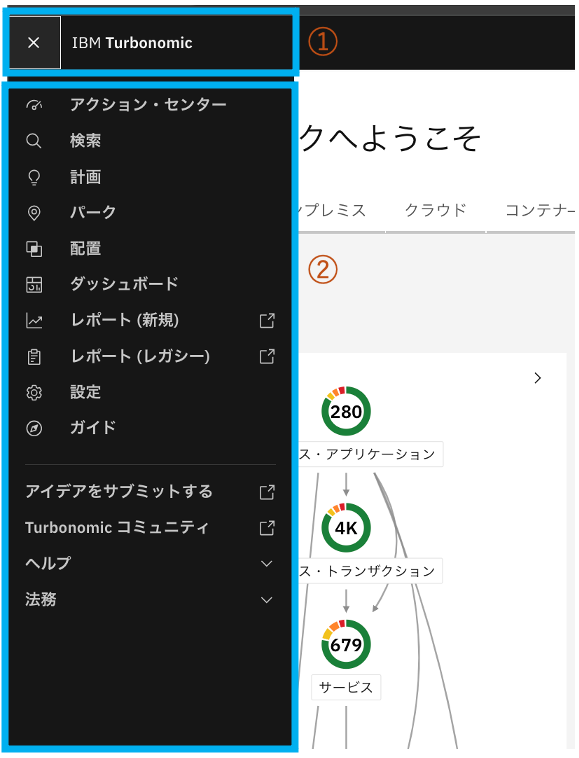 IBM Turbonomic
①
アクション・センター
検索
計画
パーク
配置
ダッシュボード
レポート (新規)
レポート (レガシー)
設定
ガイド
アイデアをサブミットする
Turbonomic コミュニティ
ヘルプ
法務
クへようこそ
ンプレミス
クラウド
コンテナー
②
280
ス・アプリケーション
4K
ス・トランザクション
679
サービス